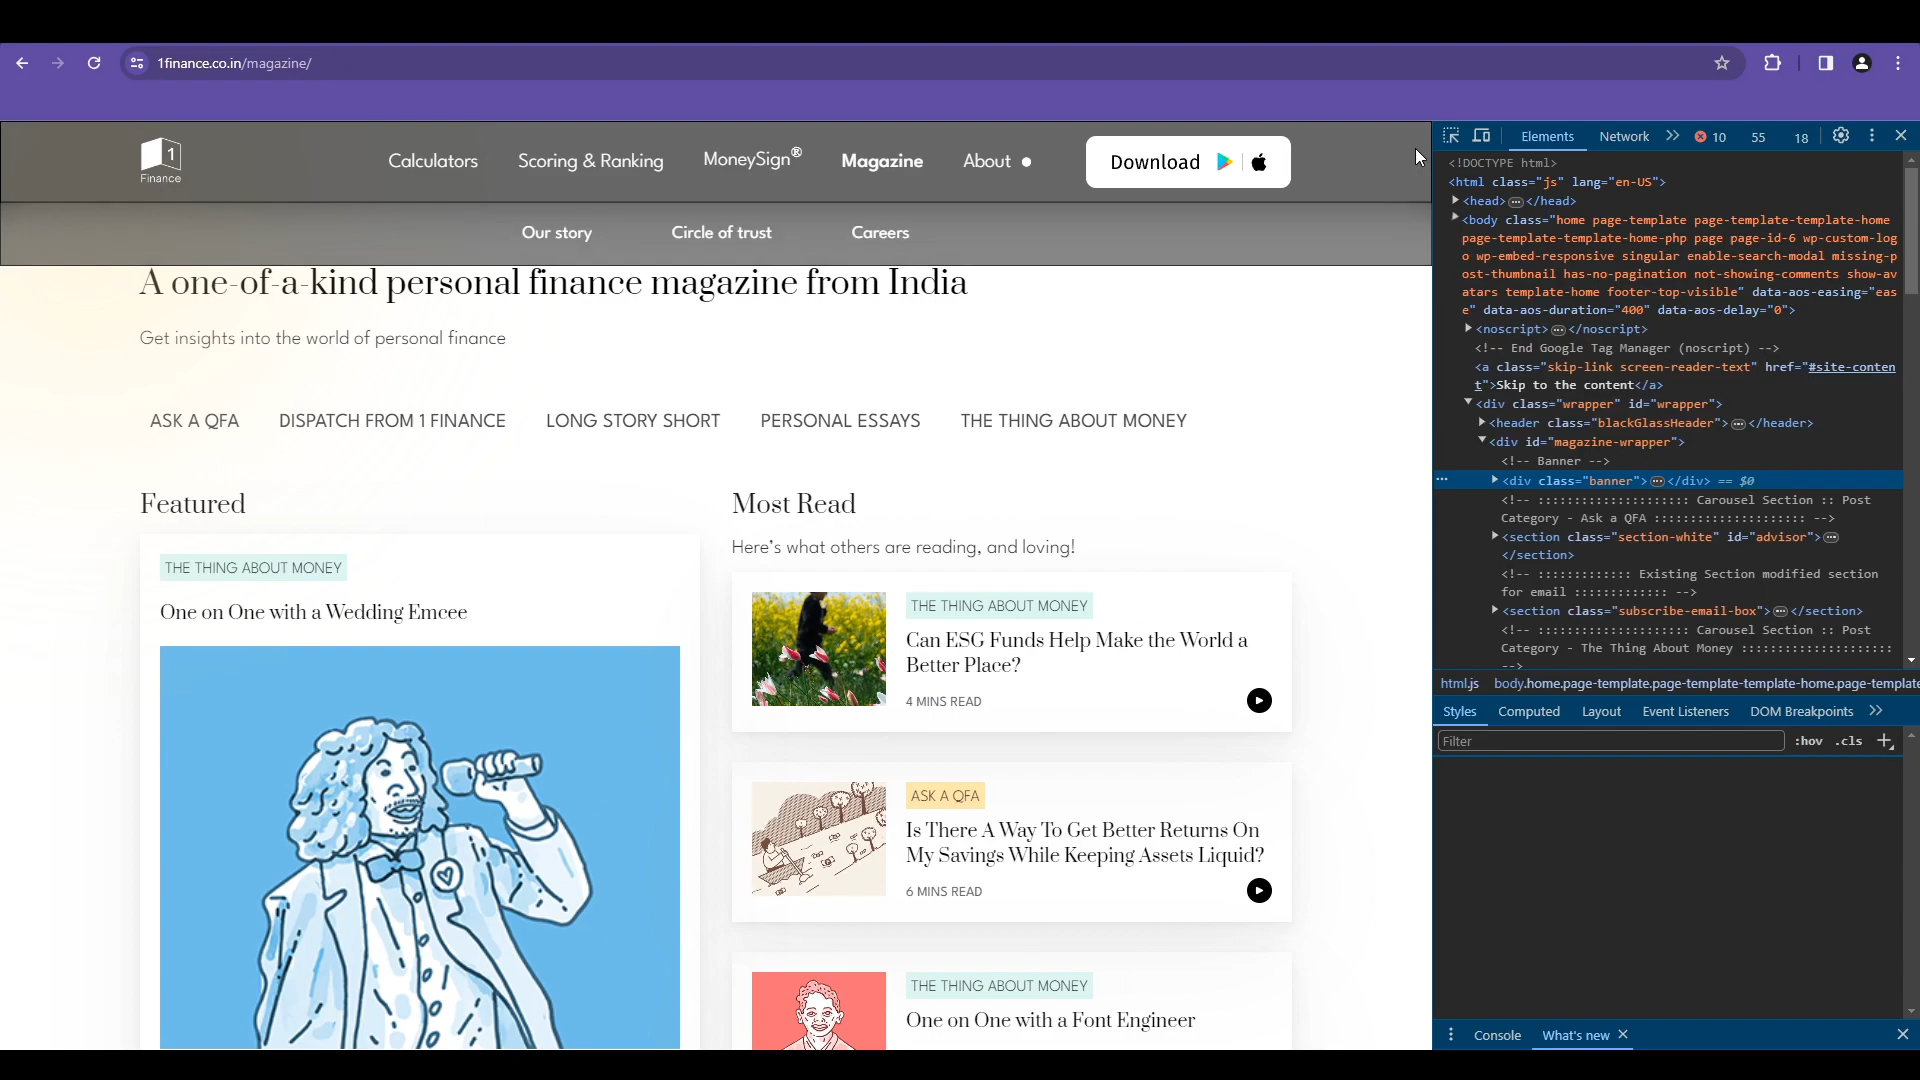 1finance.co.in/magazine/
1
Finance
Calculators
Scoring & Ranking
MoneySign®
Magazine
About
Download
Our story
Circle of trust
Careers
A one-of-a-kind personal finance magazine from India
Get insights into the world of personal finance
ASK A QFA
DISPATCH FROM 1 FINANCE
LONG STORY SHORT
PERSONAL ESSAYS
THE THING ABOUT MONEY
Featured
THE THING ABOUT MONEY
One on One with a Wedding Emcee
Most Read
Here's what others are reading, and loving!
THE THING ABOUT MONEY
Can ESG Funds Help Make the World a
Better Place?
4 MINS READ
ASK A QFA
Is There A Way To Get Better Returns On
My Savings While Keeping Assets Liquid?
6 MINS READ
THE THING ABOUT MONEY
One on One with a Font Engineer
Elements
Network
10
55
18
<!DOCTYPE html>
<html class="js" lang="en-US">
<head> </head>
<body class="home page-template page-template-template-home
page-template-template-home-php page page-id-6 wp-custom-log
o wp-embed-responsive singular enable-search-modal missing-p
ost-thumbnail has-no-pagination not-showing-comments show-av
atars template-home footer-top-visible" data-aos-easing="eas
e" data-aos-duration="400" data-aos-delay="0">
<noscript> </noscript>
<!-- End Google Tag Manager (noscript) -->
<a class="skip-link screen-reader-text" href="#site-conten
t">Skip to the content</a>
<div class="wrapper" id="wrapper">
<header class="blackGlassHeader"> </header>
<div id="magazine-wrapper">
<!-- Banner -->
<div class="banner"> </div> == $0
<!-- ::::::::::::::::::::: Carousel Section :: Post
Category - Ask a QFA ::::::::::::::::::::: -->
<section class="section-white" id="advisor">
</section>
<!-- ::::::::::::: Existing Section modified section
for email ::::::::::::: -->
<section class="subscribe-email-box"> </section>
<!-- ::::::::::::::::::::: Carousel Section :: Post
Category - The Thing About Money :::::::::::::::::::::
-->
html.js
body.home.page-template.page-template-template-home.page-template
Styles
Computed
Layout
Event Listeners
DOM Breakpoints
Filter
:hov
.cls
Console
What's new